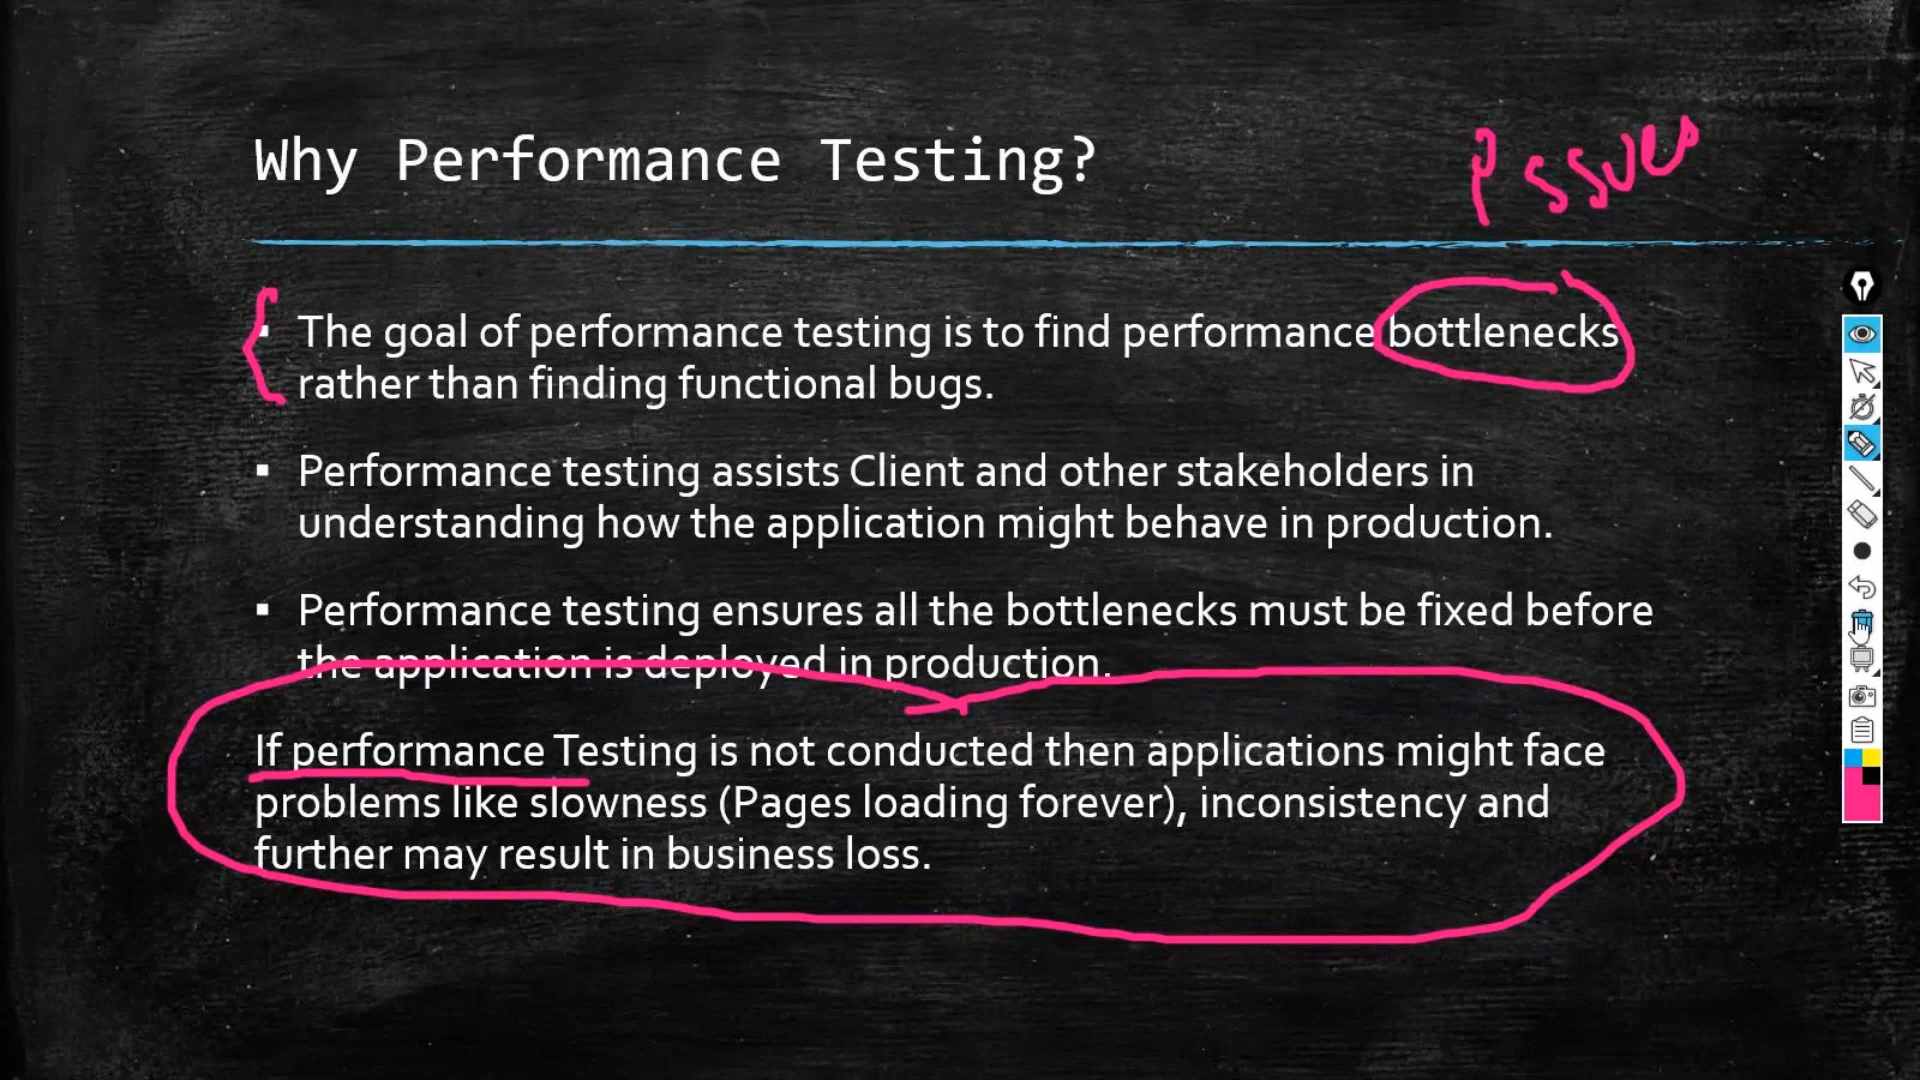 Why Performance Testing?
P ssues
▪ The goal of performance testing is to find performance bottlenecks
rather than finding functional bugs.
▪ Performance testing assists Client and other stakeholders in
understanding how the application might behave in production.
▪ Performance testing ensures all the bottlenecks must be fixed before
the application is deployed in production.
If performance Testing is not conducted then applications might face
problems like slowness (Pages loading forever), inconsistency and
further may result in business loss.